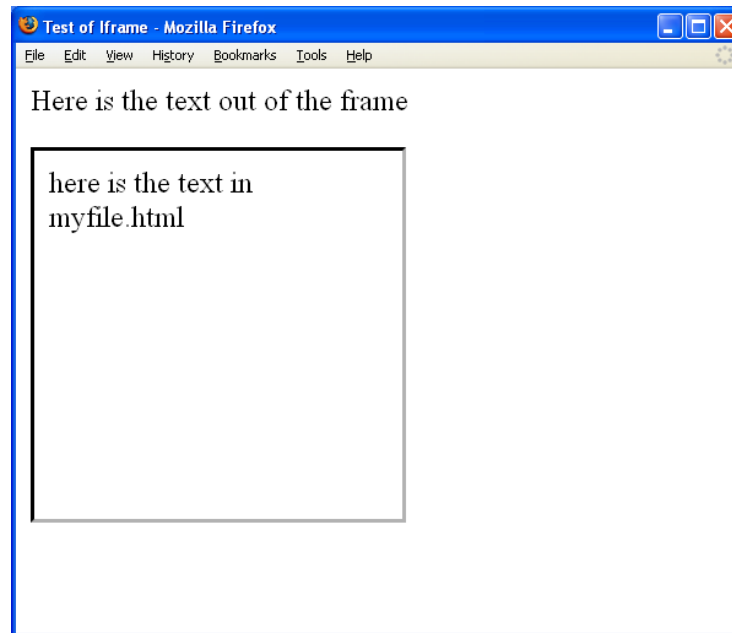 Test of Iframe - Mozilla Firefox
File Edit View History Bookmarks Tools Help
Here is the text out of the frame
here is the text in
myfile.html